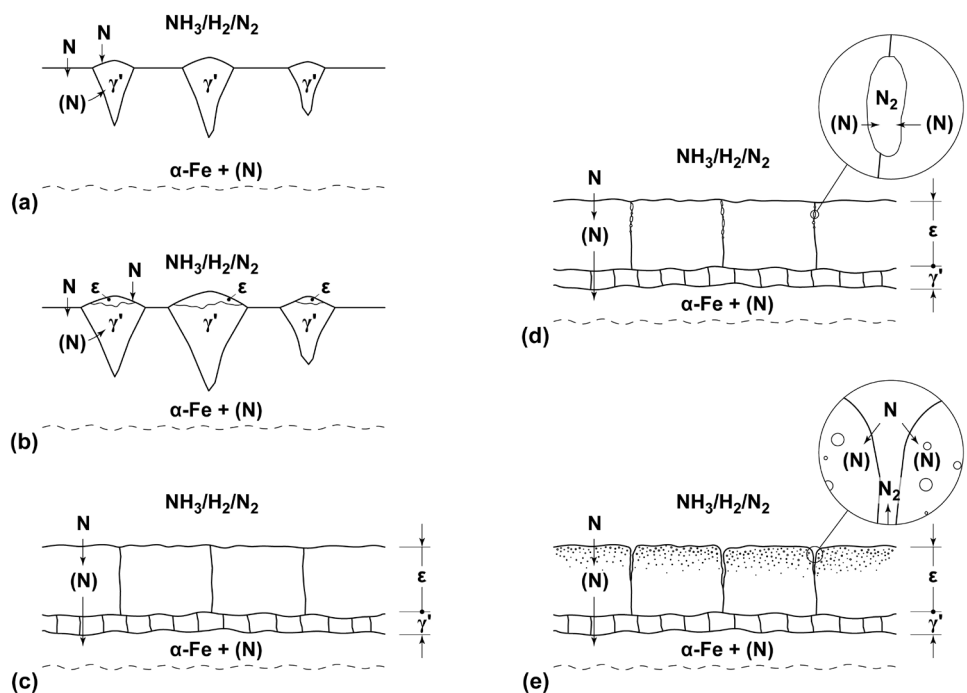 NH₃/H₂/N₂
N
N
γ'
γ'
γ'
(N)
α-Fe + (N)
(a)
NH₃/H₂/N₂
N
ε
N
ε
ε
γ'
γ'
γ'
(N)
α-Fe + (N)
(b)
NH₃/H₂/N₂
N
(N)
ε
γ'
α-Fe + (N)
(c)
N₂
(N)
(N)
NH₃/H₂/N₂
N
(N)
ε
γ'
α-Fe + (N)
(d)
N
(N)
(N)
N₂
NH₃/H₂/N₂
N
(N)
ε
γ'
α-Fe + (N)
(e)